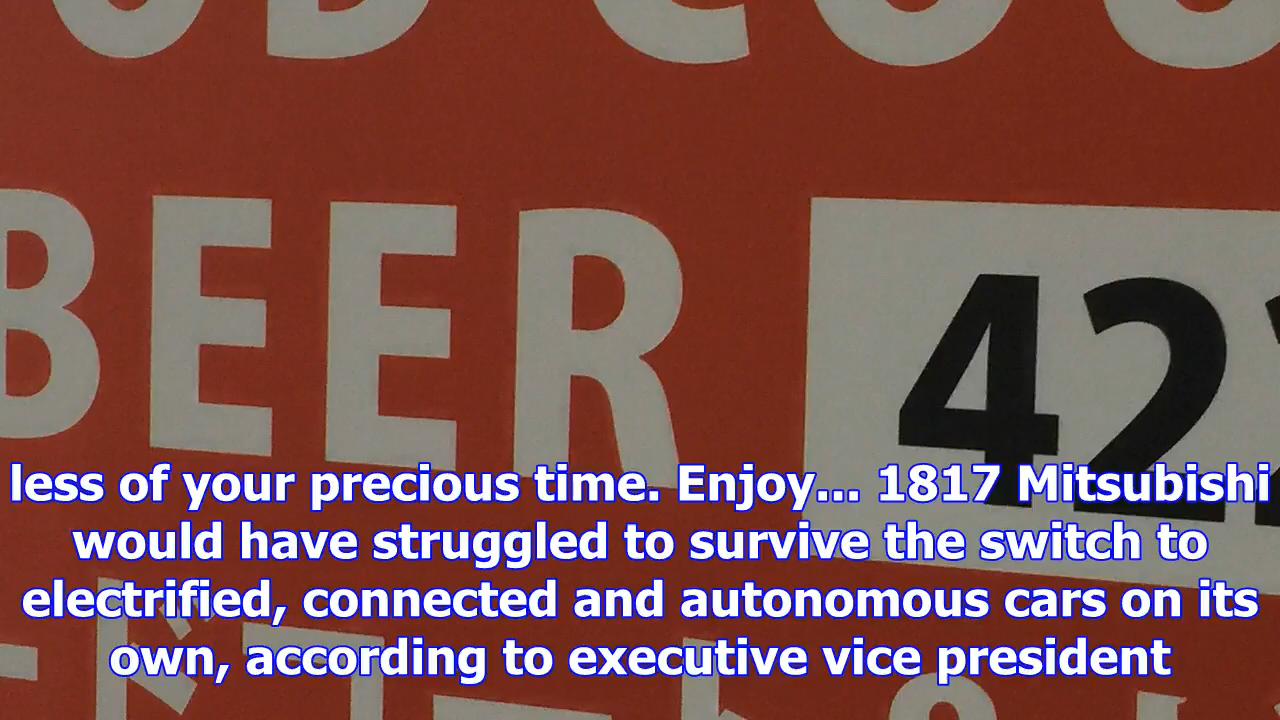 BEER
42
less of your precious time. Enjoy... 1817 Mitsubishi
would have struggled to survive the switch to
electrified, connected and autonomous cars on its
own, according to executive vice president